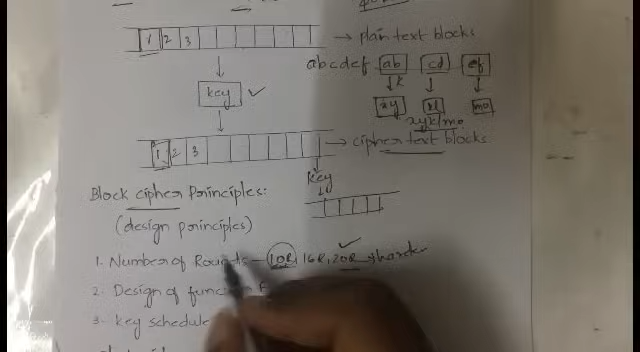 1 2 3 → plain text blocks
abcdef ab cd ef
key ✓
k
xy kl mo
xyklmo
1 2 3 → cipher text blocks
key
Block cipher Principles:
(design principles)
1. Number of Rounds - 10R, 16R, 20R harder
2. Design of function F
3. key schedule